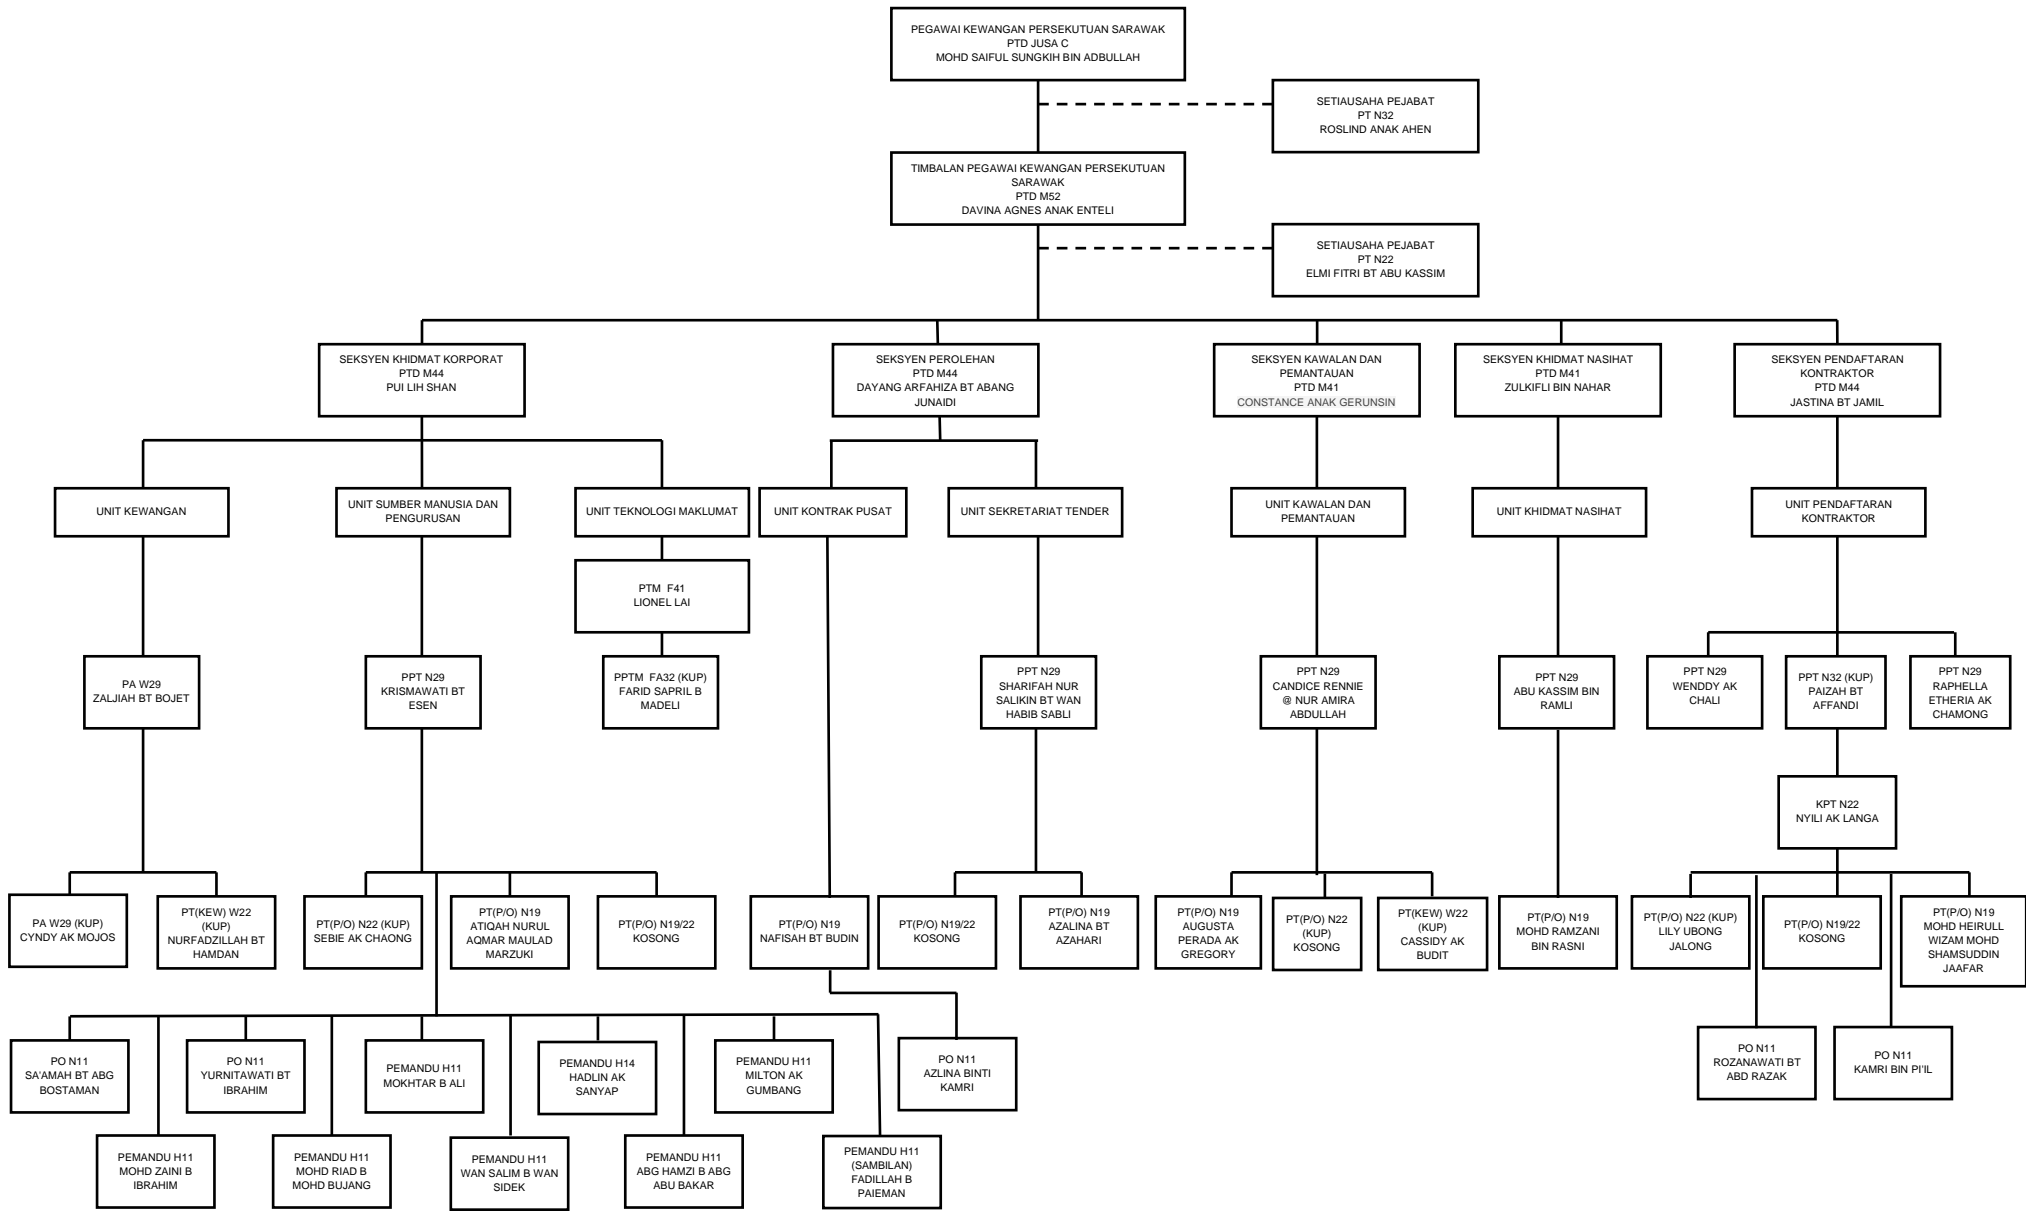 PEGAWAI KEWANGAN PERSEKUTUAN SARAWAK
PTD JUSA C
MOHD SAIFUL SUNGKIH BIN ADBULLAH
SETIAUSAHA PEJABAT
PT N32
ROSLIND ANAK AHEN
TIMBALAN PEGAWAI KEWANGAN PERSEKUTUAN
SARAWAK
PTD M52
DAVINA AGNES ANAK ENTELI
SETIAUSAHA PEJABAT
PT N22
ELMI FITRI BT ABU KASSIM
SEKSYEN KHIDMAT KORPORAT
PTD M44
PUI LIH SHAN
SEKSYEN PEROLEHAN
PTD M44
DAYANG ARFAHIZA BT ABANG
JUNAIDI
SEKSYEN KAWALAN DAN
PEMANTAUAN
PTD M41
CONSTANCE ANAK GERUNSIN
SEKSYEN KHIDMAT NASIHAT
PTD M41
ZULKIFLI BIN NAHAR
SEKSYEN PENDAFTARAN
KONTRAKTOR
PTD M44
JASTINA BT JAMIL
UNIT KEWANGAN
UNIT SUMBER MANUSIA DAN
PENGURUSAN
UNIT TEKNOLOGI MAKLUMAT
UNIT KONTRAK PUSAT
UNIT SEKRETARIAT TENDER
UNIT KAWALAN DAN
PEMANTAUAN
UNIT KHIDMAT NASIHAT
UNIT PENDAFTARAN
KONTRAKTOR
PTM  F41
LIONEL LAI
PA W29
ZALJIAH BT BOJET
PPT N29
KRISMAWATI BT
ESEN
PPTM  FA32 (KUP)
FARID SAPRIL B
MADELI
PPT N29
SHARIFAH NUR
SALIKIN BT WAN
HABIB SABLI
PPT N29
CANDICE RENNIE
@ NUR AMIRA
ABDULLAH
PPT N29
ABU KASSIM BIN
RAMLI
PPT N29
WENDDY AK
CHALI
PPT N32 (KUP)
PAIZAH BT
AFFANDI
PPT N29
RAPHELLA
ETHERIA AK
CHAMONG
KPT N22
NYILI AK LANGA
PA W29 (KUP)
CYNDY AK MOJOS
PT(KEW) W22
(KUP)
NURFADZILLAH BT
HAMDAN
PT(P/O) N22 (KUP)
SEBIE AK CHAONG
PT(P/O) N19
ATIQAH NURUL
AQMAR MAULAD
MARZUKI
PT(P/O) N19/22
KOSONG
PT(P/O) N19
NAFISAH BT BUDIN
PT(P/O) N19/22
KOSONG
PT(P/O) N19
AZALINA BT
AZAHARI
PT(P/O) N19
AUGUSTA
PERADA AK
GREGORY
PT(P/O) N22
(KUP)
KOSONG
PT(KEW) W22
(KUP)
CASSIDY AK
BUDIT
PT(P/O) N19
MOHD RAMZANI
BIN RASNI
PT(P/O) N22 (KUP)
LILY UBONG
JALONG
PT(P/O) N19/22
KOSONG
PT(P/O) N19
MOHD HEIRULL
WIZAM MOHD
SHAMSUDDIN
JAAFAR
PO N11
SA'AMAH BT ABG
BOSTAMAN
PO N11
YURNITAWATI BT
IBRAHIM
PEMANDU H11
MOKHTAR B ALI
PEMANDU H14
HADLIN AK
SANYAP
PEMANDU H11
MILTON AK
GUMBANG
PO N11
AZLINA BINTI
KAMRI
PO N11
ROZANAWATI BT
ABD RAZAK
PO N11
KAMRI BIN PI'IL
PEMANDU H11
MOHD ZAINI B
IBRAHIM
PEMANDU H11
MOHD RIAD B
MOHD BUJANG
PEMANDU H11
WAN SALIM B WAN
SIDEK
PEMANDU H11
ABG HAMZI B ABG
ABU BAKAR
PEMANDU H11
(SAMBILAN)
FADILLAH B
PAIEMAN